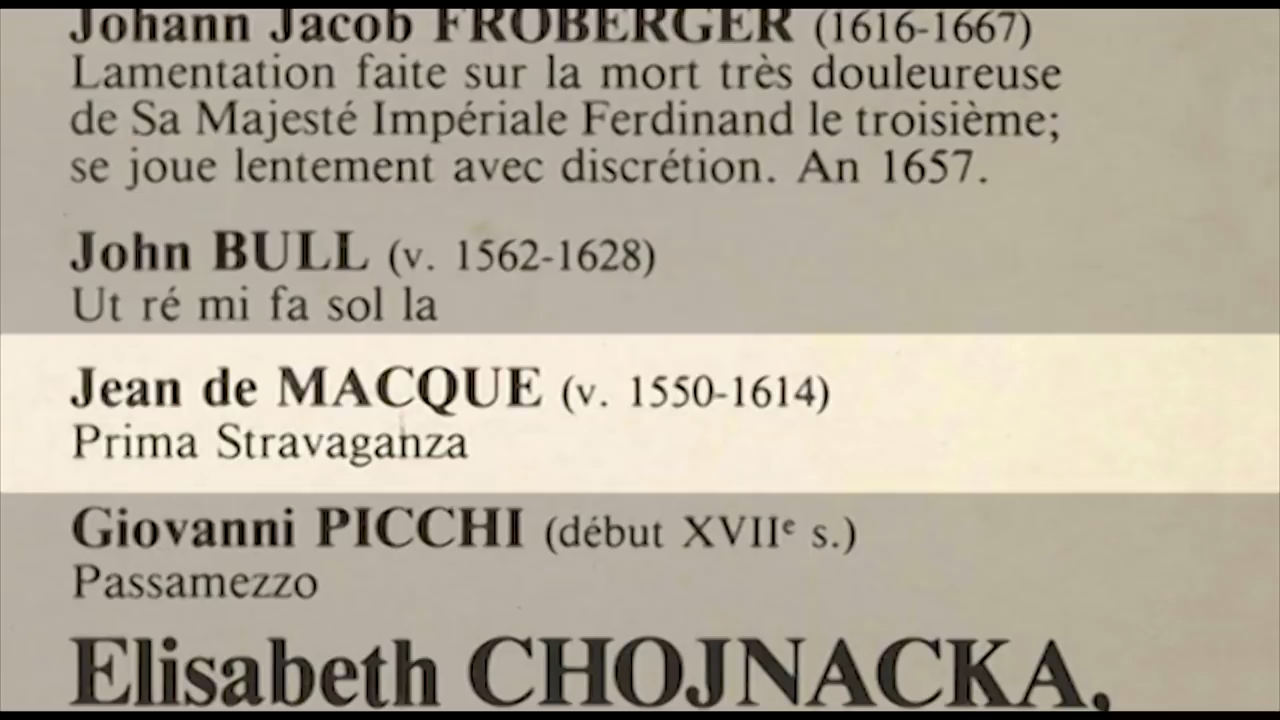 Johann Jacob FROBERGER (1616-1667)
Lamentation faite sur la mort très douleureuse
de Sa Majesté Impériale Ferdinand le troisième;
se joue lentement avec discrétion. An 1657.
John BULL (v. 1562-1628)
Ut ré mi fa sol la
Jean de MACQUE (v. 1550-1614)
Prima Stravaganza
Giovanni PICCHI (début XVIIᵉ s.)
Passamezzo
Elisabeth CHOJNACKA,